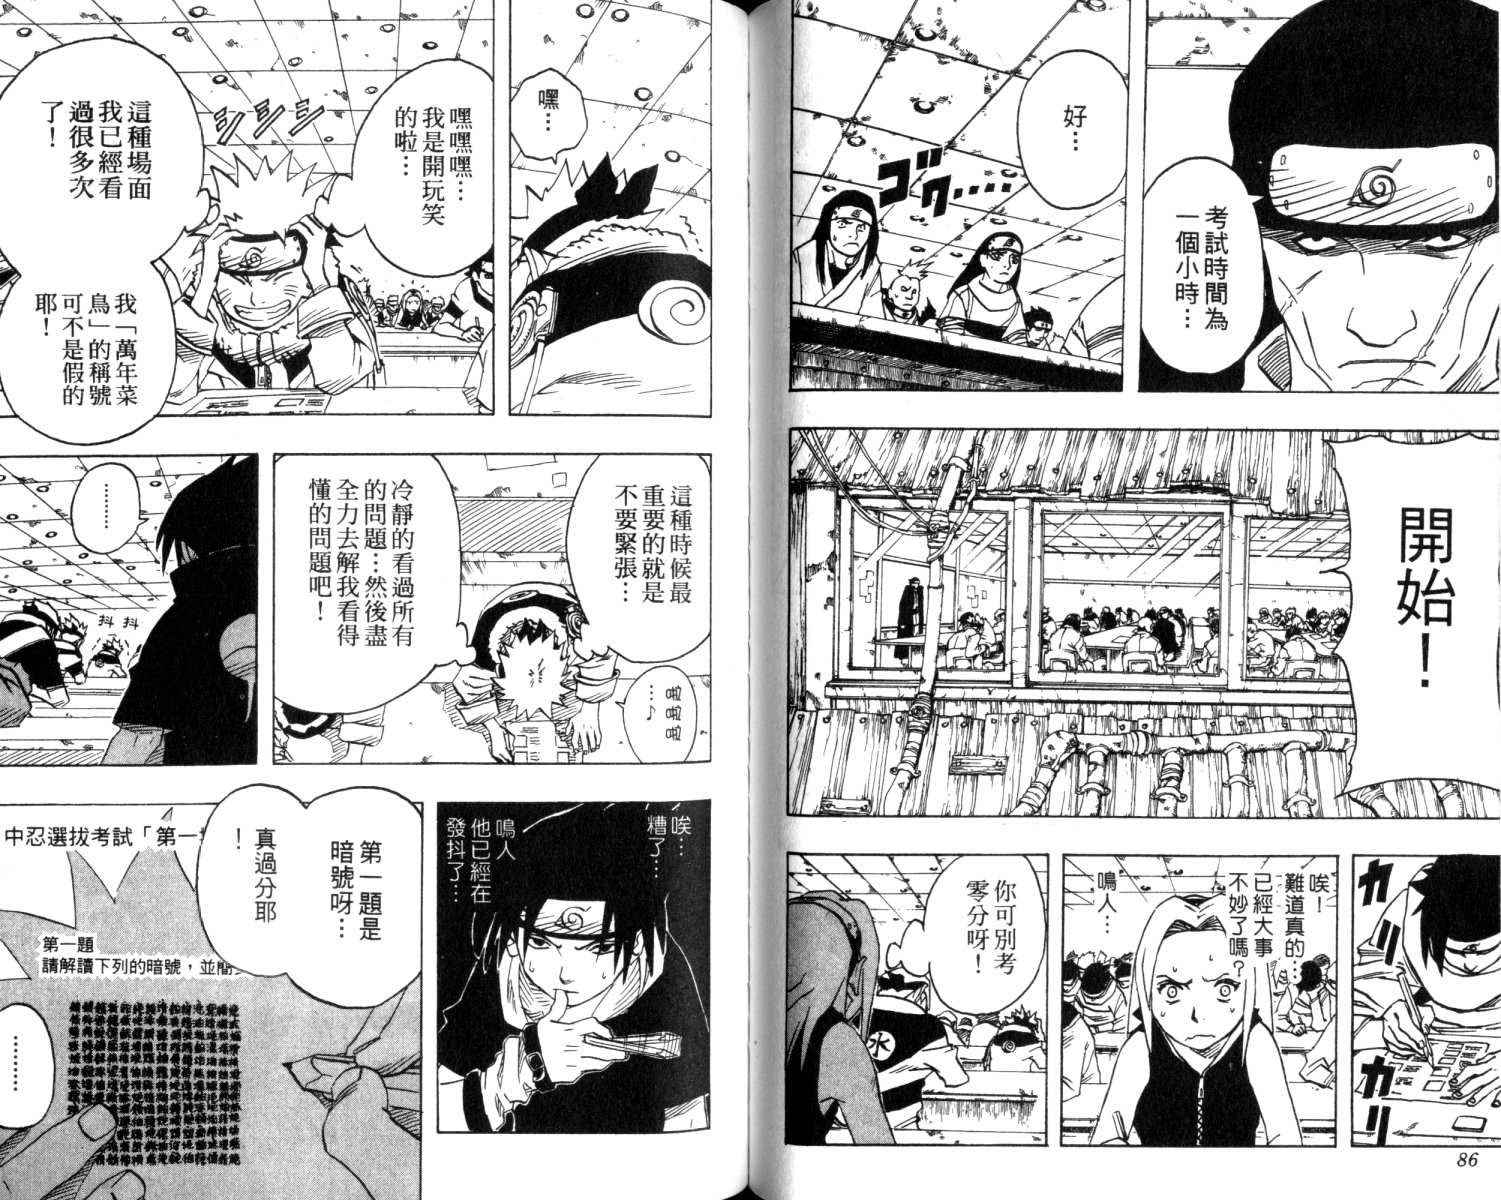 好…
ゴク……
考試時間為
一個小時…
開始！
カリ
カリ
唉！
難道真的…
已經大事
不妙了嗎？
鳴人…
你可別考
零分呀！
86
嘿…
嘿嘿嘿…
我是開玩笑
的啦…
シシシ
這種場面
我已經看
過很多次
了！
我「萬年菜
鳥」的稱號
可不是假的
耶！
這種時候最
重要的就是
不要緊張…
冷靜的看過所有
的問題…然後盡
全力去解我看得
懂的問題吧！
抖抖
………
唉…
糟了…
鳴人
他已經在
發抖了…
第一題是
暗號呀…
真過分耶
！
中忍選拔考試「第一
第一題
請解讀下列的暗號，並簡
………